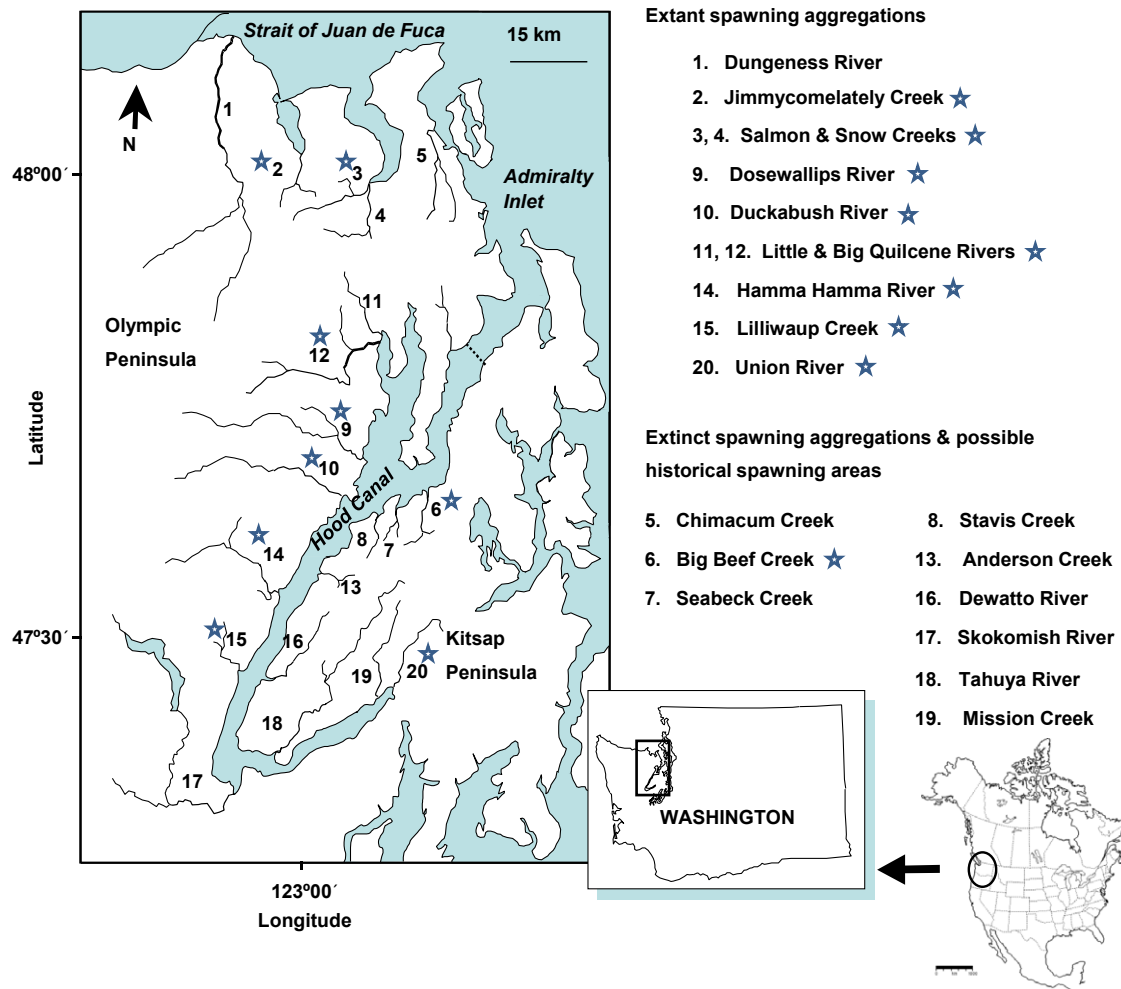 Strait of Juan de Fuca
15 km
N
1
2
3
4
5
48º00´
Admiralty
Inlet
Olympic
Peninsula
11
12
9
10
Hood Canal
6
8
7
14
13
Latitude
47º30´
15
16
Kitsap
Peninsula
19
20
18
17
123º00´
Longitude
Extant spawning aggregations
1. Dungeness River
2. Jimmycomelately Creek
3, 4. Salmon & Snow Creeks
9. Dosewallips River
10. Duckabush River
11, 12. Little & Big Quilcene Rivers
14. Hamma Hamma River
15. Lilliwaup Creek
20. Union River
Extinct spawning aggregations & possible
historical spawning areas
5. Chimacum Creek
6. Big Beef Creek
7. Seabeck Creek
8. Stavis Creek
13. Anderson Creek
16. Dewatto River
17. Skokomish River
18. Tahuya River
19. Mission Creek
WASHINGTON